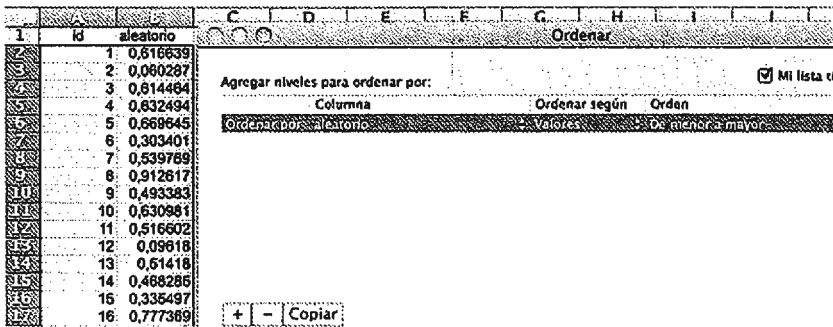 A B C D E F G H I J
1 id aleatorio Ordenar
2 1 0,616639
3 2 0,060287
4 3 0,614464 Agregar niveles para ordenar por: Mi lista ti
5 4 0,832494 Columna Ordenar según Orden
6 5 0,669645 Ordenar por aleatorio Valores De menor a mayor
7 6 0,303401
8 7 0,539769
9 8 0,912617
10 9 0,493383
11 10 0,630981
12 11 0,516602
13 12 0,09618
14 13 0,51418
15 14 0,468285
16 15 0,335497
17 16 0,777369 + − Copiar